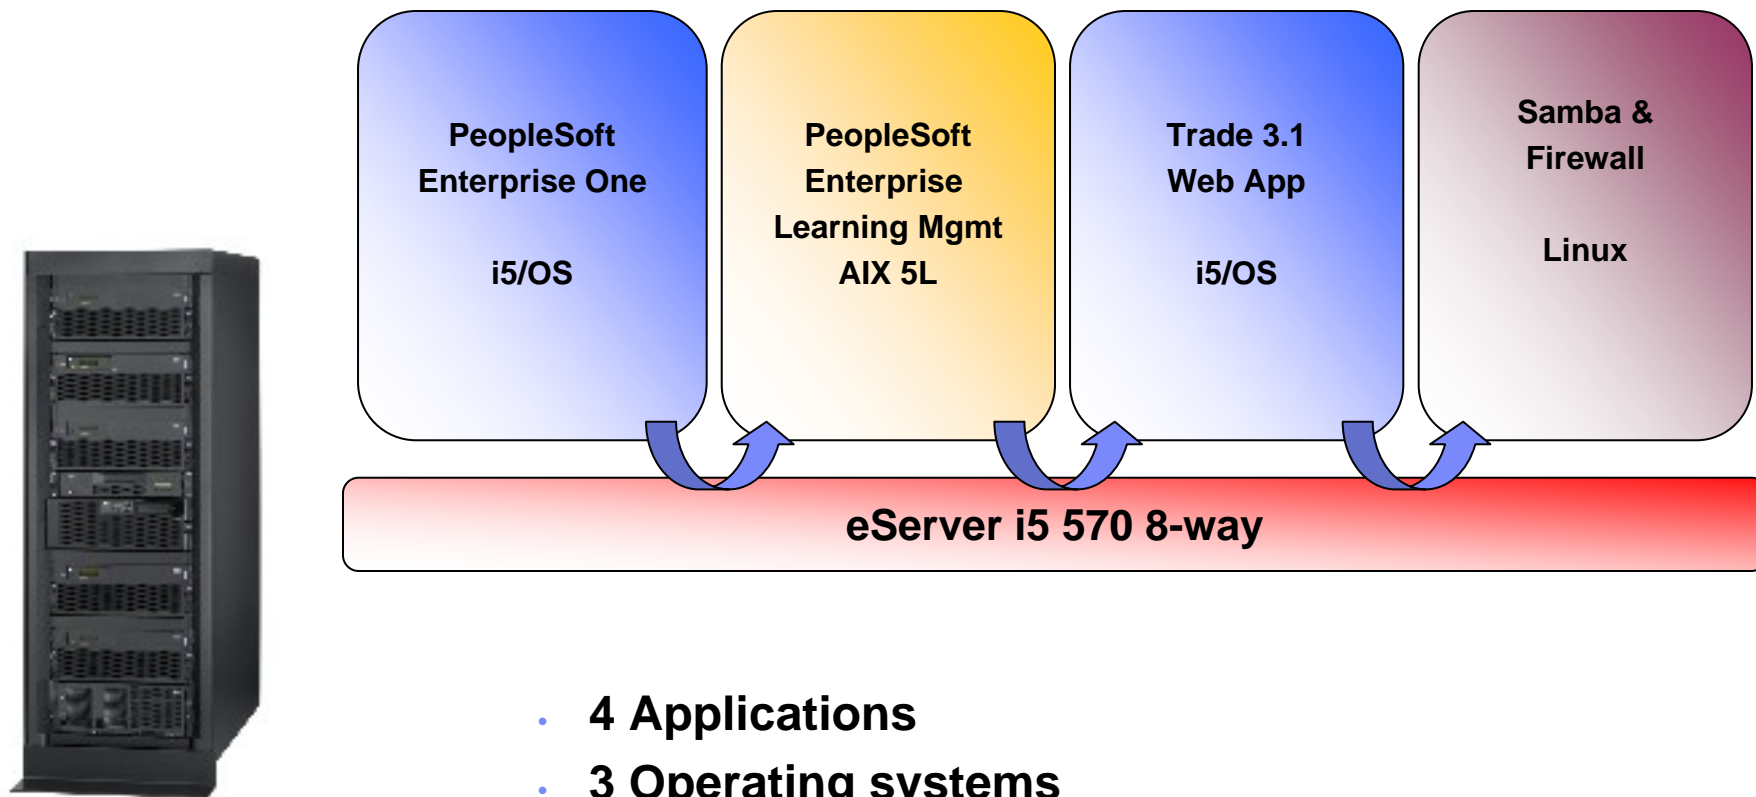 PeopleSoft
Enterprise One
i5/OS
PeopleSoft
Enterprise
Learning Mgmt
AIX 5L
Trade 3.1
Web App
i5/OS
Samba &
Firewall
Linux
eServer i5 570 8-way
• 4 Applications
• 3 Operating systems